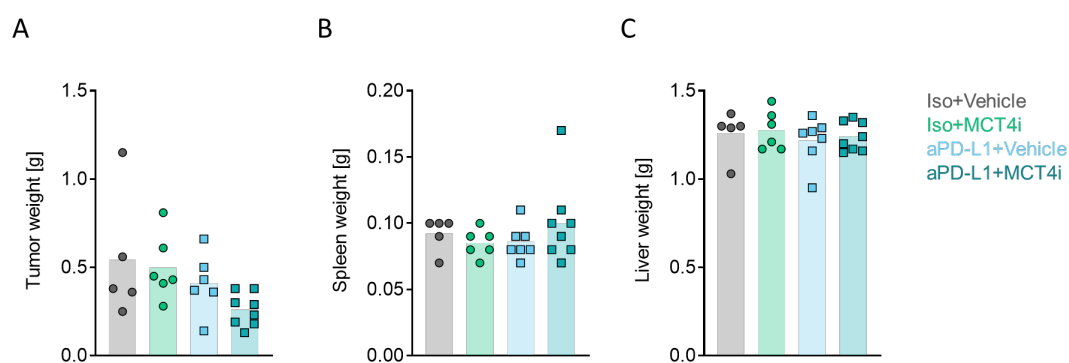 A
B
C
Tumor weight [g]
1.5
1.0
0.5
0.0
Spleen weight [g]
0.20
0.15
0.10
0.05
0.00
Liver weight [g]
1.5
1.0
0.5
0.0
Iso+Vehicle
Iso+MCT4i
aPD-L1+Vehicle
aPD-L1+MCT4i